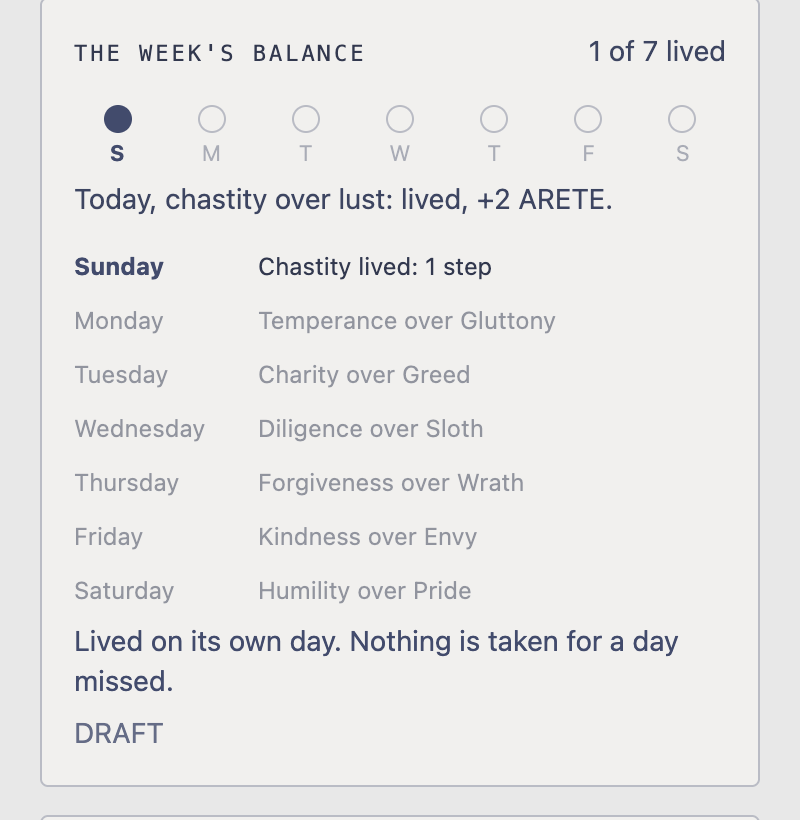 THE WEEK'S BALANCE 1 of 7 lived
S M T W T F S
Today, chastity over lust: lived, +2 ARETE.
Sunday Chastity lived: 1 step
Monday Temperance over Gluttony
Tuesday Charity over Greed
Wednesday Diligence over Sloth
Thursday Forgiveness over Wrath
Friday Kindness over Envy
Saturday Humility over Pride
Lived on its own day. Nothing is taken for a day
missed.
DRAFT